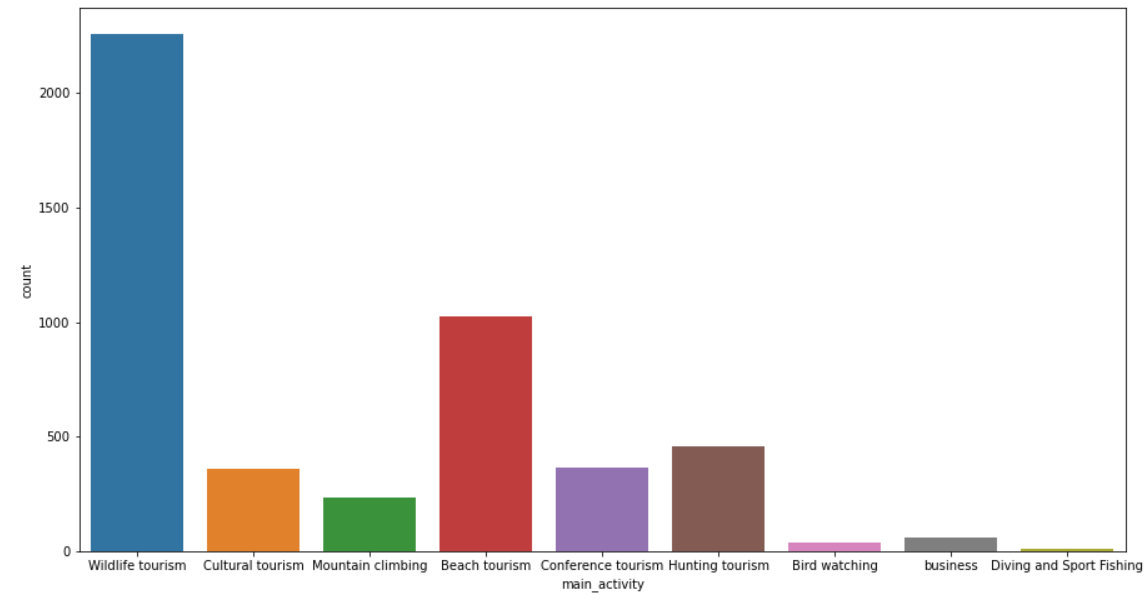 2000
1500
1000
500
0
count
Wildlife tourism Cultural tourism Mountain climbing Beach tourism Conference tourism Hunting tourism Bird watching business Diving and Sport Fishing
main_activity